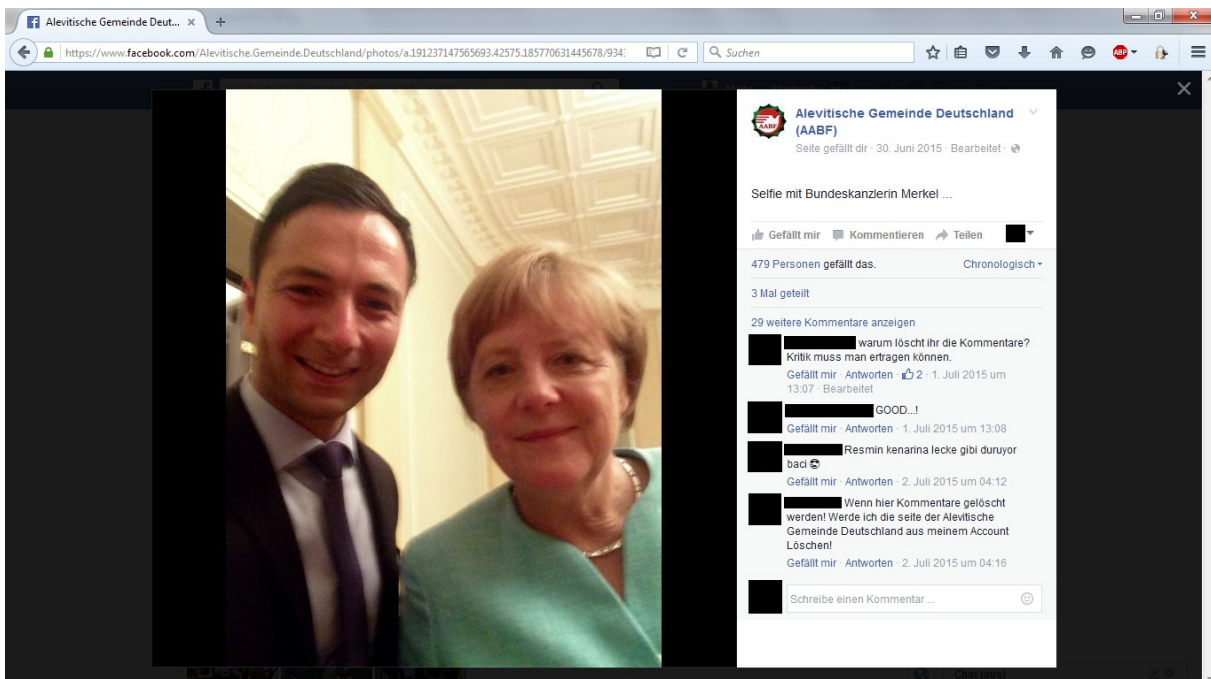 Alevitische Gemeinde Deut...
https://www.facebook.com/Alevitische.Gemeinde.Deutschland/photos/a.191237147565693.42575.185770631445678/934
Suchen
ABP
AABF
Alevitische Gemeinde Deutschland
(AABF)
Seite gefällt dir · 30. Juni 2015 · Bearbeitet ·
Selfie mit Bundeskanzlerin Merkel ...
Gefällt mir Kommentieren Teilen
479 Personen gefällt das. Chronologisch
3 Mal geteilt
29 weitere Kommentare anzeigen
warum löscht ihr die Kommentare?
Kritik muss man ertragen können.
Gefällt mir · Antworten · 2 · 1. Juli 2015 um
13:07 · Bearbeitet
GOOD...!
Gefällt mir · Antworten · 1. Juli 2015 um 13:08
Resmin kenarina lecke gibi duruyor
baci
Gefällt mir · Antworten · 2. Juli 2015 um 04:12
Wenn hier Kommentare gelöscht
werden! Werde ich die seite der Alevitische
Gemeinde Deutschland aus meinem Account
Löschen!
Gefällt mir · Antworten · 2. Juli 2015 um 04:16
Schreibe einen Kommentar ...
Chat (aus)